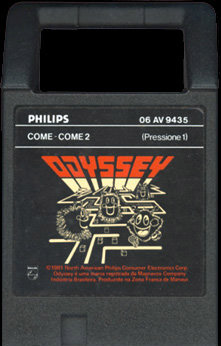 PHILIPS 06 AV 9435
COME - COME 2 (Pressione 1)
ODYSSEY
©1981 North American Philips Consumer Electronics Corp.
Odyssey é uma marca registrada da Magnavox Company
Indústria Brasileira. Produzido na Zona Franca de Manaus